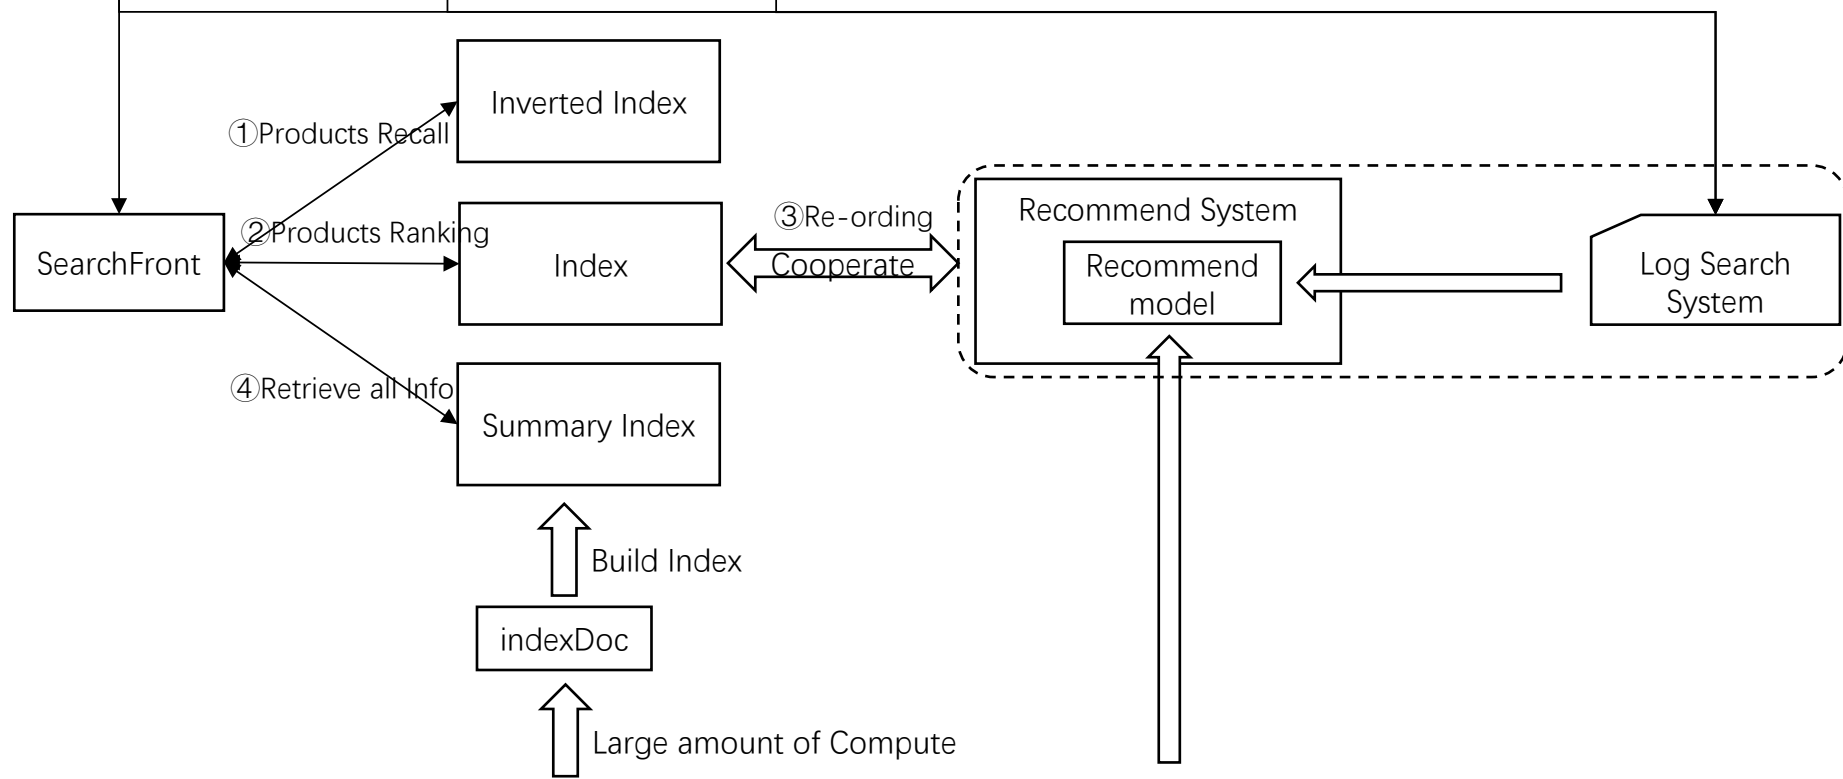 Inverted Index
①Products Recall
Recommend System
③Re-ording
②Products Ranking
SearchFront
Index
Cooperate
Recommend
model
Log Search
System
④Retrieve all Info
Summary Index
Build Index
indexDoc
Large amount of Compute